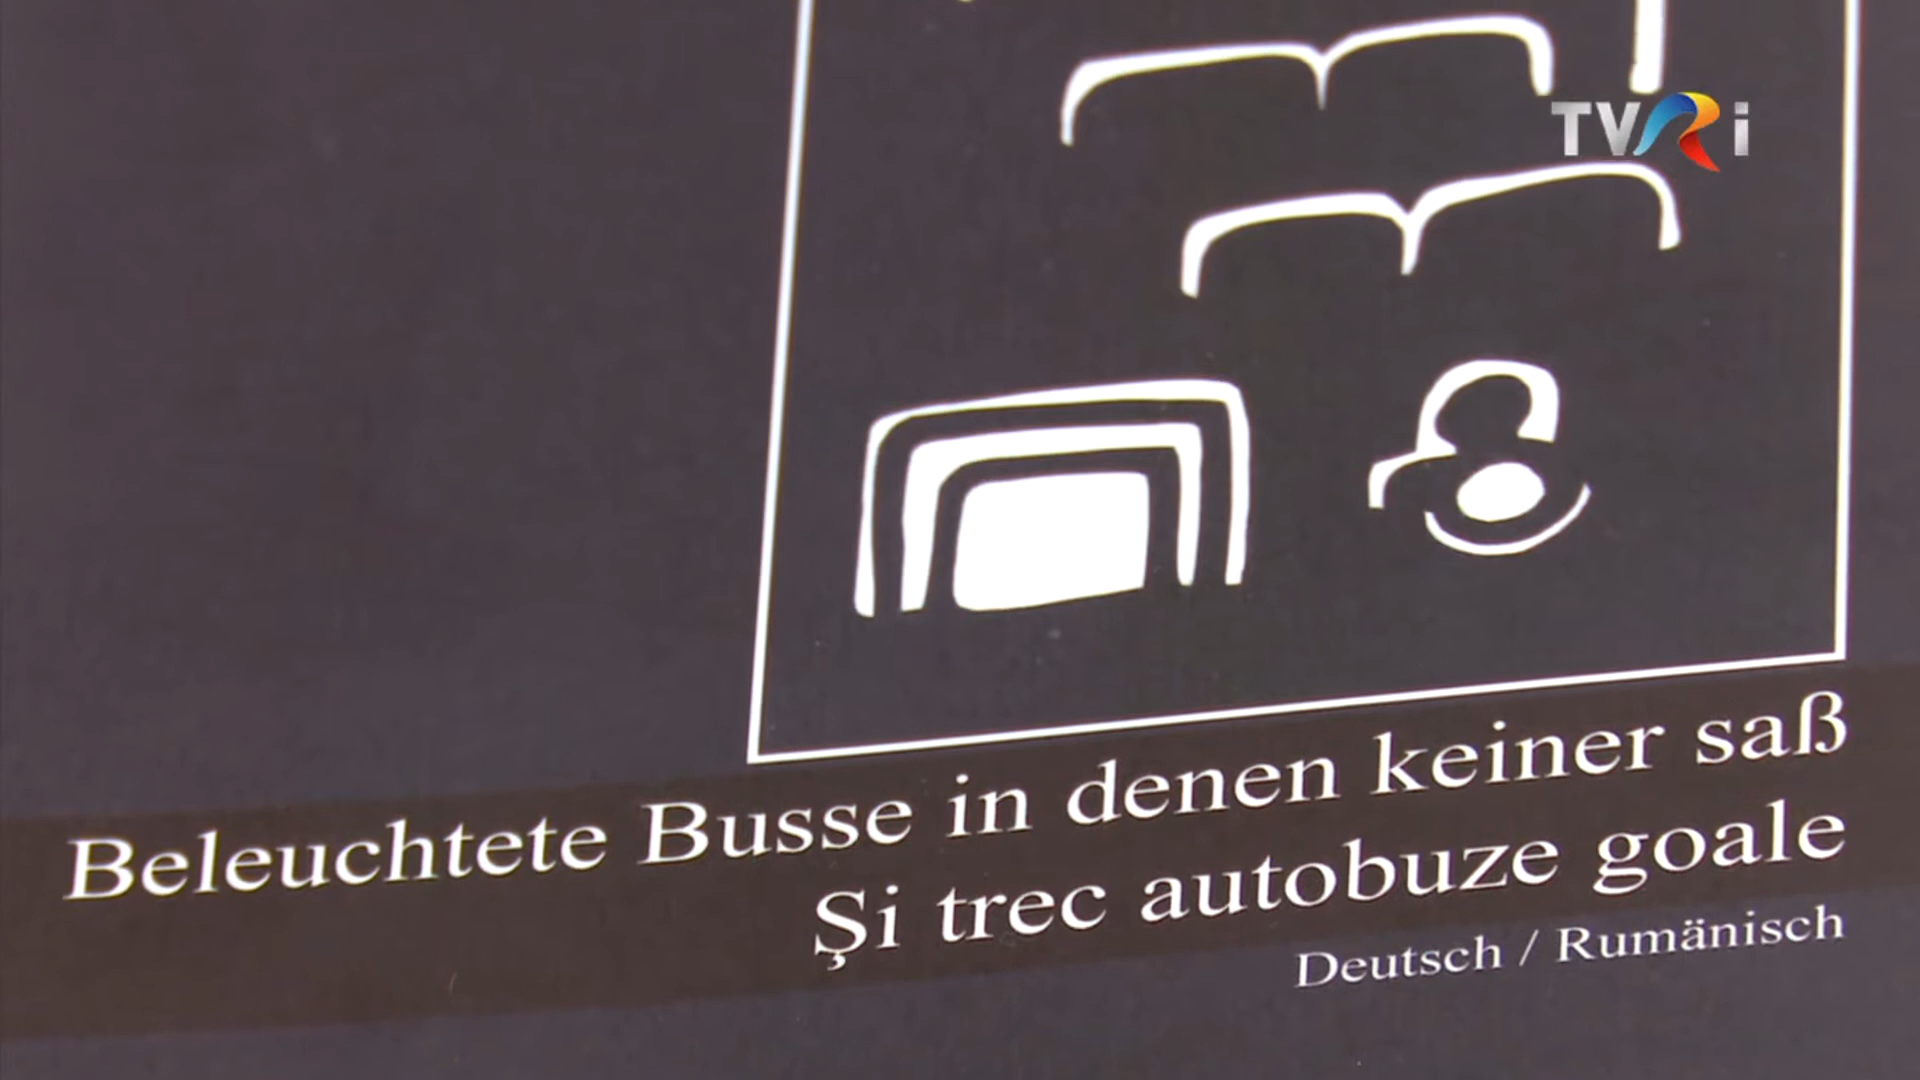 TVRi
Beleuchtete Busse in denen keiner saß
Şi trec autobuze goale
Deutsch / Rumänisch